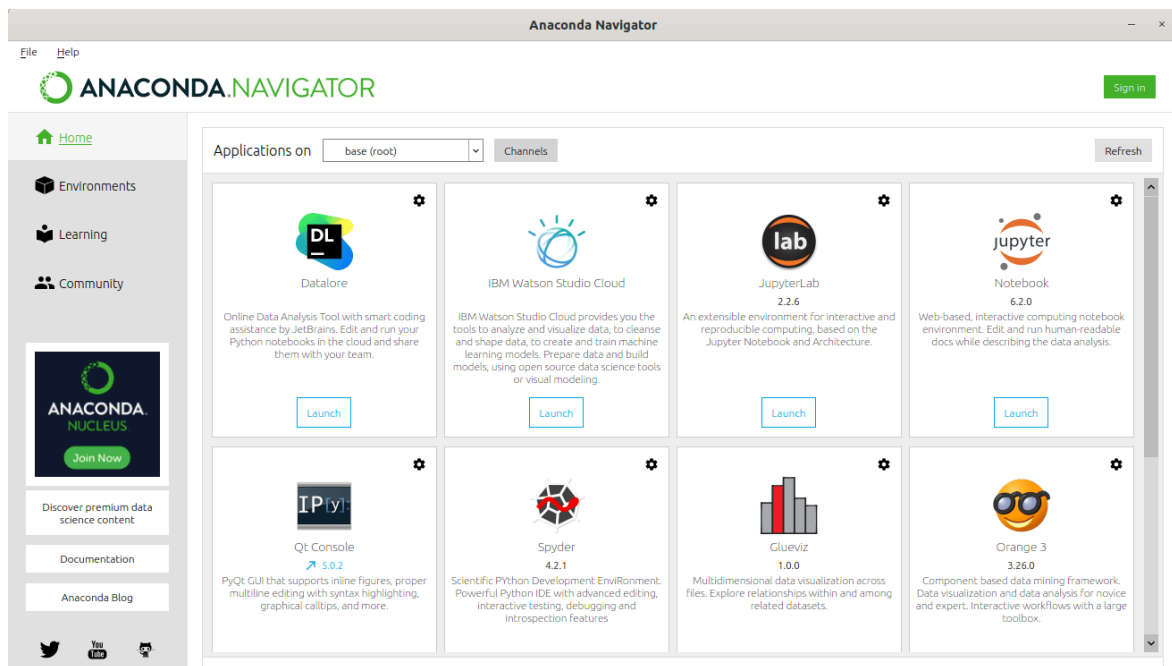 Anaconda Navigator
File Help
ANACONDA.NAVIGATOR
Sign in
Home
Environments
Learning
Community
ANACONDA.
NUCLEUS
Join Now
Discover premium data
science content
Documentation
Anaconda Blog
You
Tube
Applications on base (root) Channels Refresh
DL
Datalore
Online Data Analysis Tool with smart coding
assistance by JetBrains. Edit and run your
Python notebooks in the cloud and share
them with your team.
Launch
IBM Watson Studio Cloud
IBM Watson Studio Cloud provides you the
tools to analyze and visualize data, to cleanse
and shape data, to create and train machine
learning models. Prepare data and build
models, using open source data science tools
or visual modeling.
Launch
lab
JupyterLab
2.2.6
An extensible environment for interactive and
reproducible computing, based on the
Jupyter Notebook and Architecture.
Launch
jupyter
Notebook
6.2.0
Web-based, interactive computing notebook
environment. Edit and run human-readable
docs while describing the data analysis.
Launch
IP[y]:
Qt Console
5.0.2
PyQt GUI that supports inline figures, proper
multiline editing with syntax highlighting,
graphical calltips, and more.
Spyder
4.2.1
Scientific PYthon Development EnviRonment.
Powerful Python IDE with advanced editing,
interactive testing, debugging and
introspection features
Glueviz
1.0.0
Multidimensional data visualization across
files. Explore relationships within and among
related datasets.
Orange 3
3.26.0
Component based data mining framework.
Data visualization and data analysis for novice
and expert. Interactive workflows with a large
toolbox.